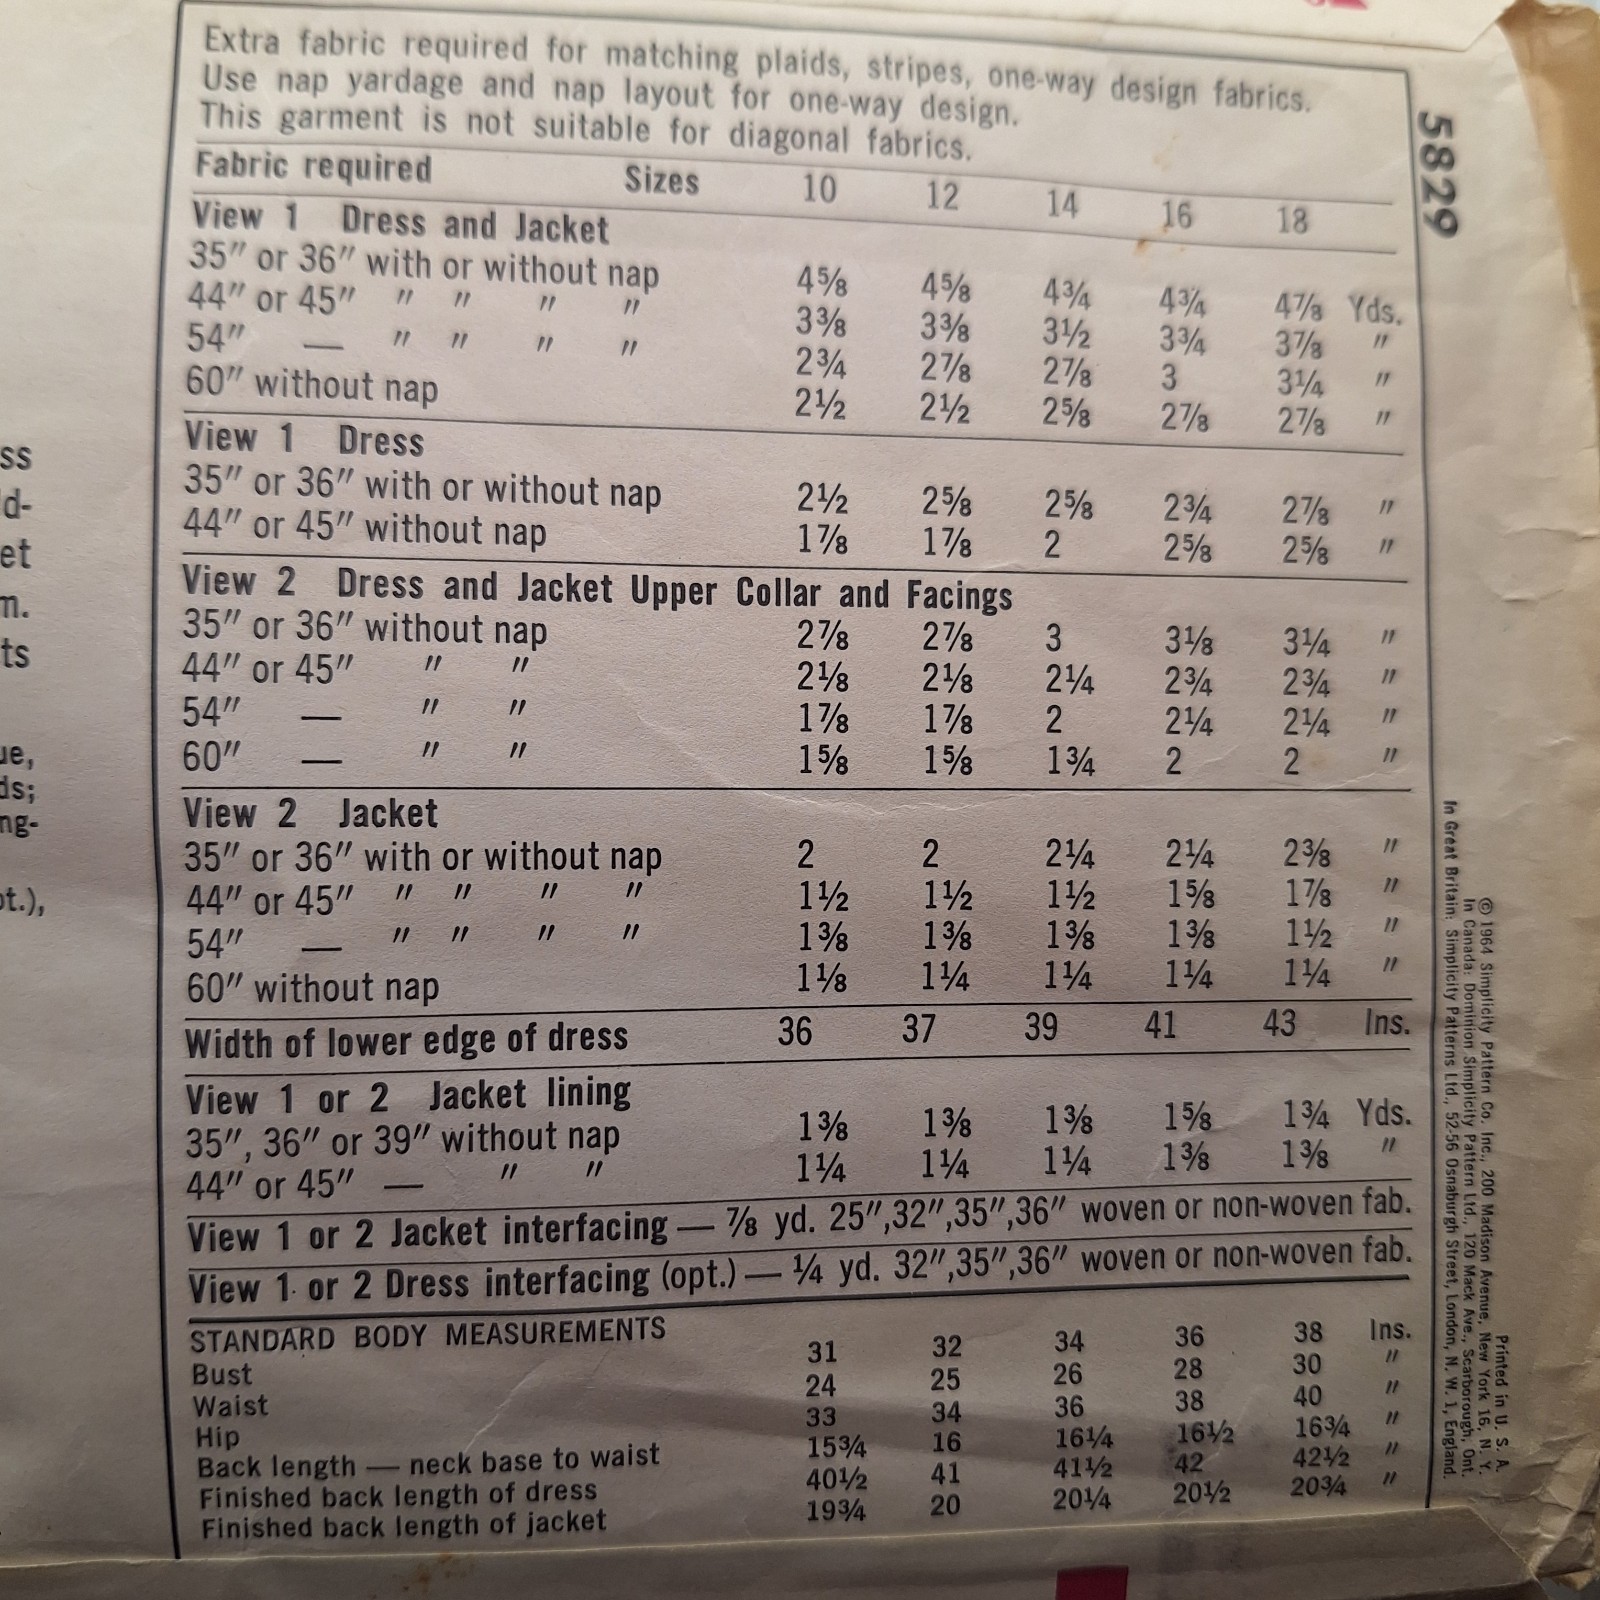 Extra fabric required for matching plaids, stripes, one-way design fabrics.
Use nap yardage and nap layout for one-way design.
This garment is not suitable for diagonal fabrics.
Fabric required Sizes 10 12 14 16 18
View 1 Dress and Jacket
35" or 36" with or without nap 4⅝ 4⅝ 4¾ 4¾ 4⅞ Yds.
44" or 45" " " " " 3⅜ 3⅜ 3½ 3¾ 3⅞ "
54" — " " " " 2¾ 2⅞ 2⅞ 3 3¼ "
60" without nap 2½ 2½ 2⅝ 2⅞ 2⅞ "
View 1 Dress
35" or 36" with or without nap 2½ 2⅝ 2⅝ 2¾ 2⅞ "
44" or 45" without nap 1⅞ 1⅞ 2 2⅝ 2⅝ "
View 2 Dress and Jacket Upper Collar and Facings
35" or 36" without nap 2⅞ 2⅞ 3 3⅛ 3¼ "
44" or 45" " " 2⅛ 2⅛ 2¼ 2¾ 2¾ "
54" — " " 1⅞ 1⅞ 2 2¼ 2¼ "
60" — " " 1⅝ 1⅝ 1¾ 2 2 "
View 2 Jacket
35" or 36" with or without nap 2 2 2¼ 2¼ 2⅜ "
44" or 45" " " " " 1½ 1½ 1½ 1⅝ 1⅞ "
54" — " " " " 1⅜ 1⅜ 1⅜ 1⅜ 1½ "
60" without nap 1⅛ 1¼ 1¼ 1¼ 1¼ "
Width of lower edge of dress 36 37 39 41 43 Ins.
View 1 or 2 Jacket lining
35", 36" or 39" without nap 1⅜ 1⅜ 1⅜ 1⅝ 1¾ Yds.
44" or 45" — " " 1¼ 1¼ 1¼ 1⅜ 1⅜ "
View 1 or 2 Jacket interfacing — ⅞ yd. 25",32",35",36" woven or non-woven fab.
View 1 or 2 Dress interfacing (opt.) — ¼ yd. 32",35",36" woven or non-woven fab.
STANDARD BODY MEASUREMENTS
Bust 31 32 34 36 38 Ins.
Waist 24 25 26 28 30 "
Hip 33 34 36 38 40 "
Back length — neck base to waist 15¾ 16 16¼ 16½ 16¾ "
Finished back length of dress 40½ 41 41½ 42 42½ "
Finished back length of jacket 19¾ 20 20¼ 20½ 20¾ "
5829
Printed in U. S. A.
© 1964 Simplicity Pattern Co. Inc., 200 Madison Avenue, New York 16, N. Y.
In Canada: Dominion Simplicity Pattern Ltd., 120 Mack Ave., Scarborough, Ont.
In Great Britain: Simplicity Patterns Ltd., 52-56 Osnaburgh Street, London, N. W. 1, England.
ss
d-
et
m.
ts
ue,
ds;
ng-
pt.),